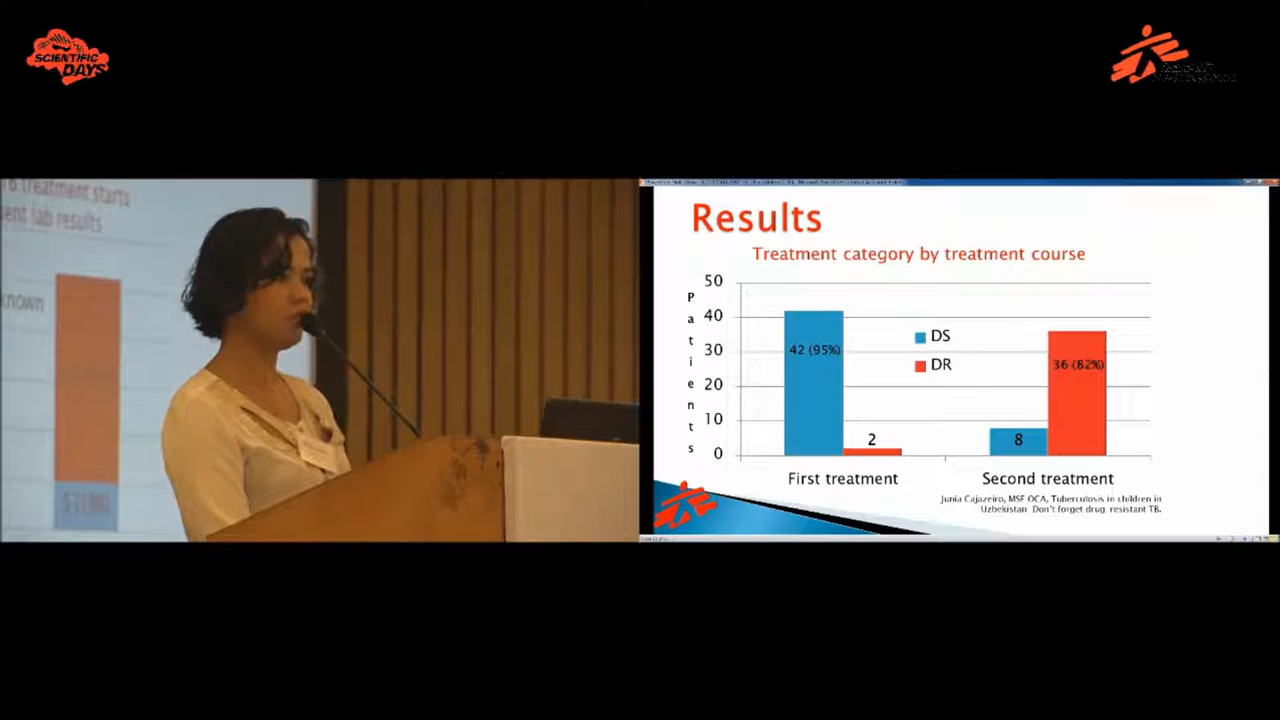 SCIENTIFIC
DAYS
Treatment starts
lab results
Results
Treatment category by treatment course
50
40
30
20
10
0
Patients
42 (95%)
2
8
36 (82%)
DS
DR
First treatment
Second treatment
Junia Cajazeiro, MSF OCA, Tuberculosis in children in
Uzbekistan. Don't forget drug resistant TB.